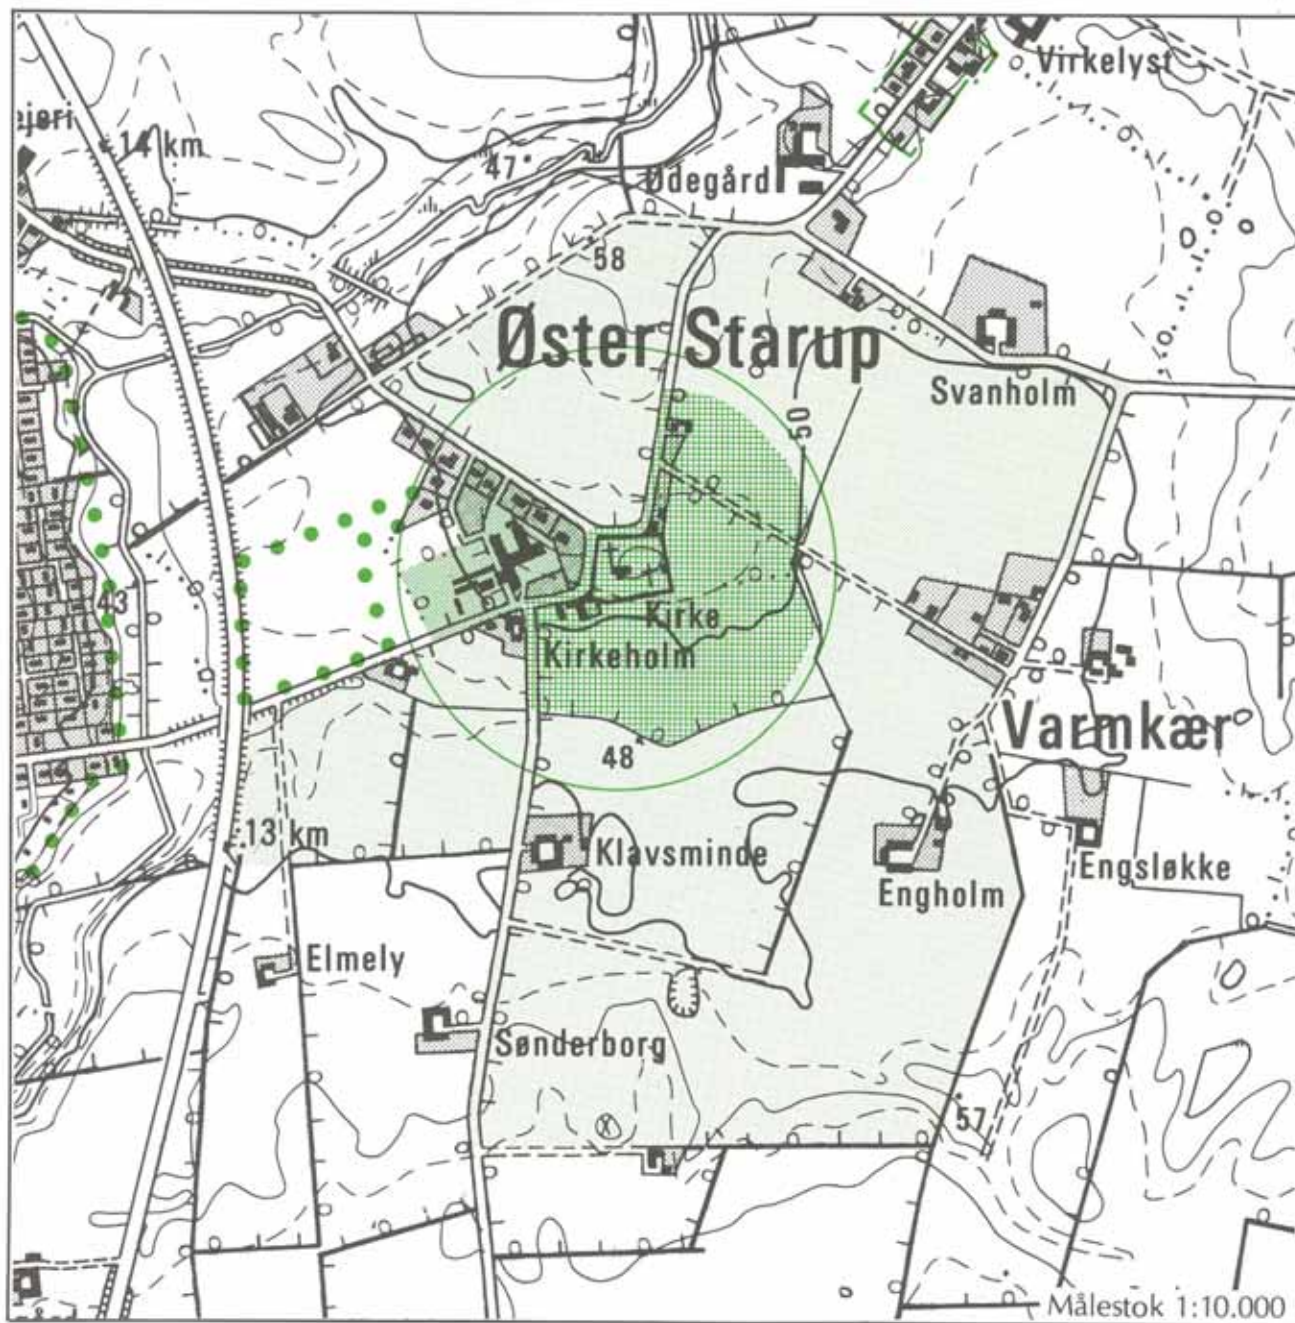 Virkelyst
ejeri
14 km
47
Ødegård
58
Øster Starup
Svanholm
50
43
Kirke
Kirkeholm
Varmkær
48
13 km
Klavsminde
Engholm
Engsløkke
Elmely
Sønderborg
57
Målestok 1:10.000